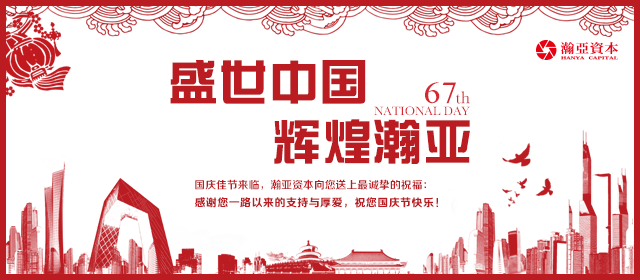 瀚亞資本
HANYA CAPITAL
盛世中国
67th
NATIONAL DAY
辉煌瀚亚
国庆佳节来临，瀚亚资本向您送上最诚挚的祝福：
感谢您一路以来的支持与厚爱，祝您国庆节快乐！